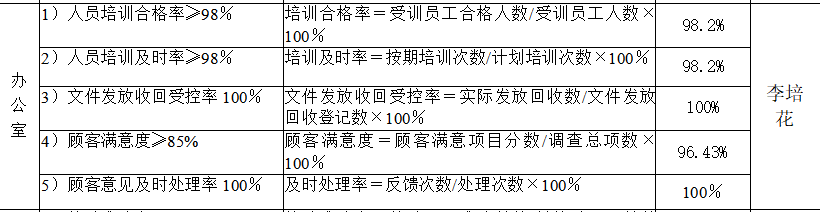 办公室
1）人员培训合格率≥98%
培训合格率＝受训员工合格人数/受训员工人数×
100%
98.2%
2）人员培训及时率≥98%
培训及时率＝按期培训次数/计划培训次数×100%
98.2%
3）文件发放收回受控率 100%
文件发放收回受控率＝实际发放回收数/文件发放
回收登记数×100%
100%
4）顾客满意度≥85%
顾客满意度＝顾客满意项目分数/调查总项数×
100%
96.43%
5）顾客意见及时处理率 100%
及时处理率＝反馈次数/处理次数×100%
100%
李培
花